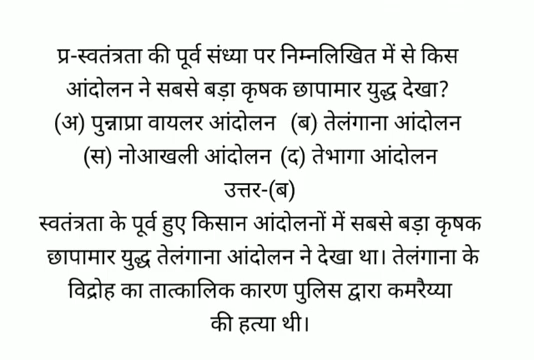 प्र-स्वतंत्रता की पूर्व संध्या पर निम्नलिखित में से किस
आंदोलन ने सबसे बड़ा कृषक छापामार युद्ध देखा?
(अ) पुन्नाप्रा वायलर आंदोलन (ब) तेलंगाना आंदोलन
(स) नोआखली आंदोलन (द) तेभागा आंदोलन
उत्तर-(ब)
स्वतंत्रता के पूर्व हुए किसान आंदोलनों में सबसे बड़ा कृषक
छापामार युद्ध तेलंगाना आंदोलन ने देखा था। तेलंगाना के
विद्रोह का तात्कालिक कारण पुलिस द्वारा कमरैय्या
की हत्या थी।